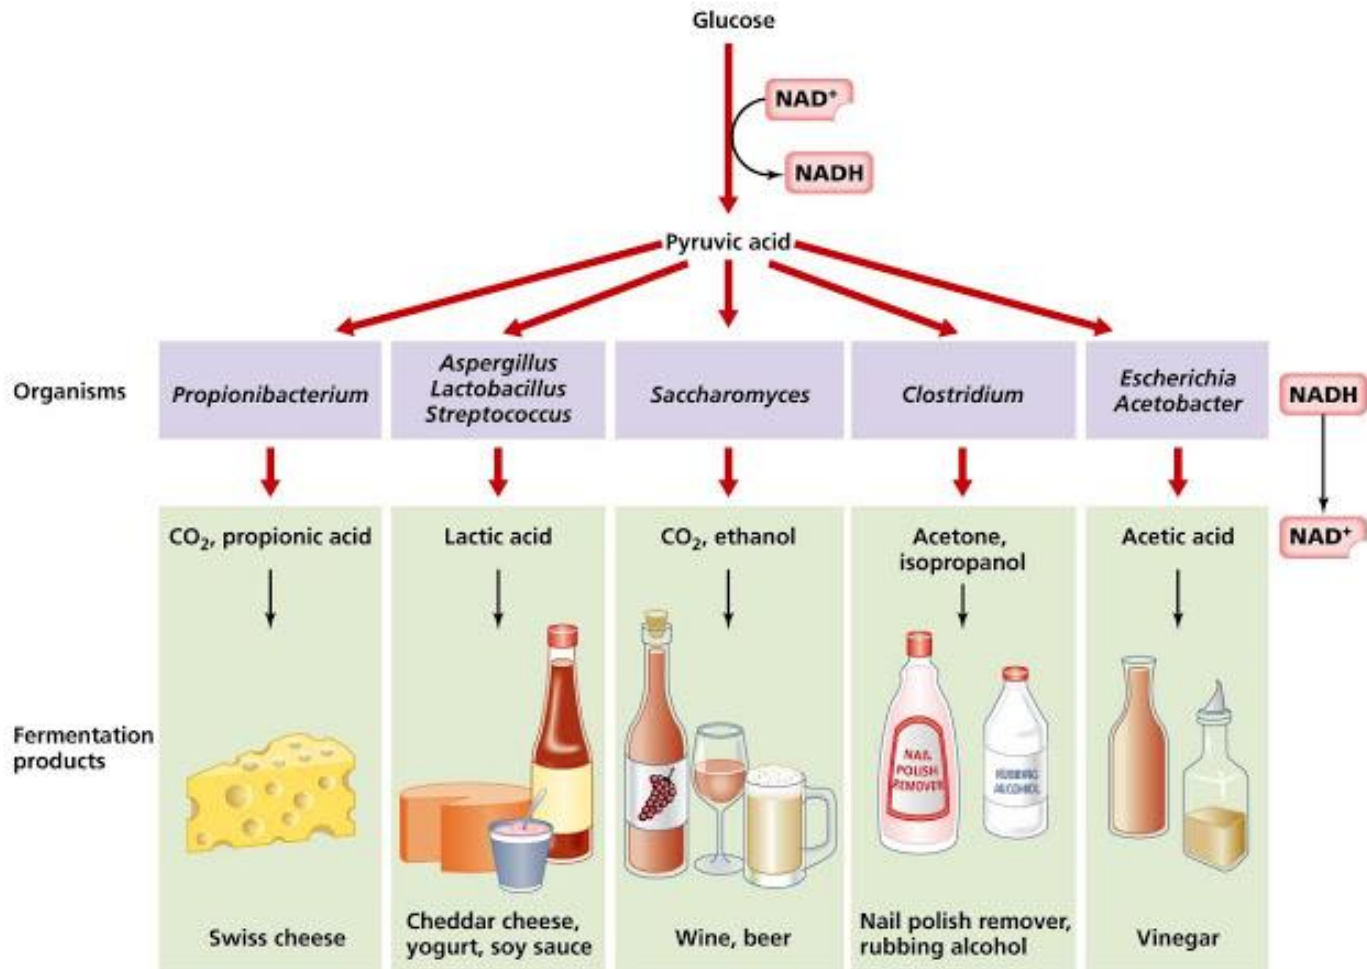 Glucose
NAD⁺
NADH
Pyruvic acid
Organisms
Propionibacterium
Aspergillus
Lactobacillus
Streptococcus
Saccharomyces
Clostridium
Escherichia
Acetobacter
NADH
CO₂, propionic acid
Lactic acid
CO₂, ethanol
Acetone,
isopropanol
Acetic acid
NAD⁺
Fermentation
products
NAIL
POLISH
REMOVER
RUBBING
ALCOHOL
Swiss cheese
Cheddar cheese,
yogurt, soy sauce
Wine, beer
Nail polish remover,
rubbing alcohol
Vinegar